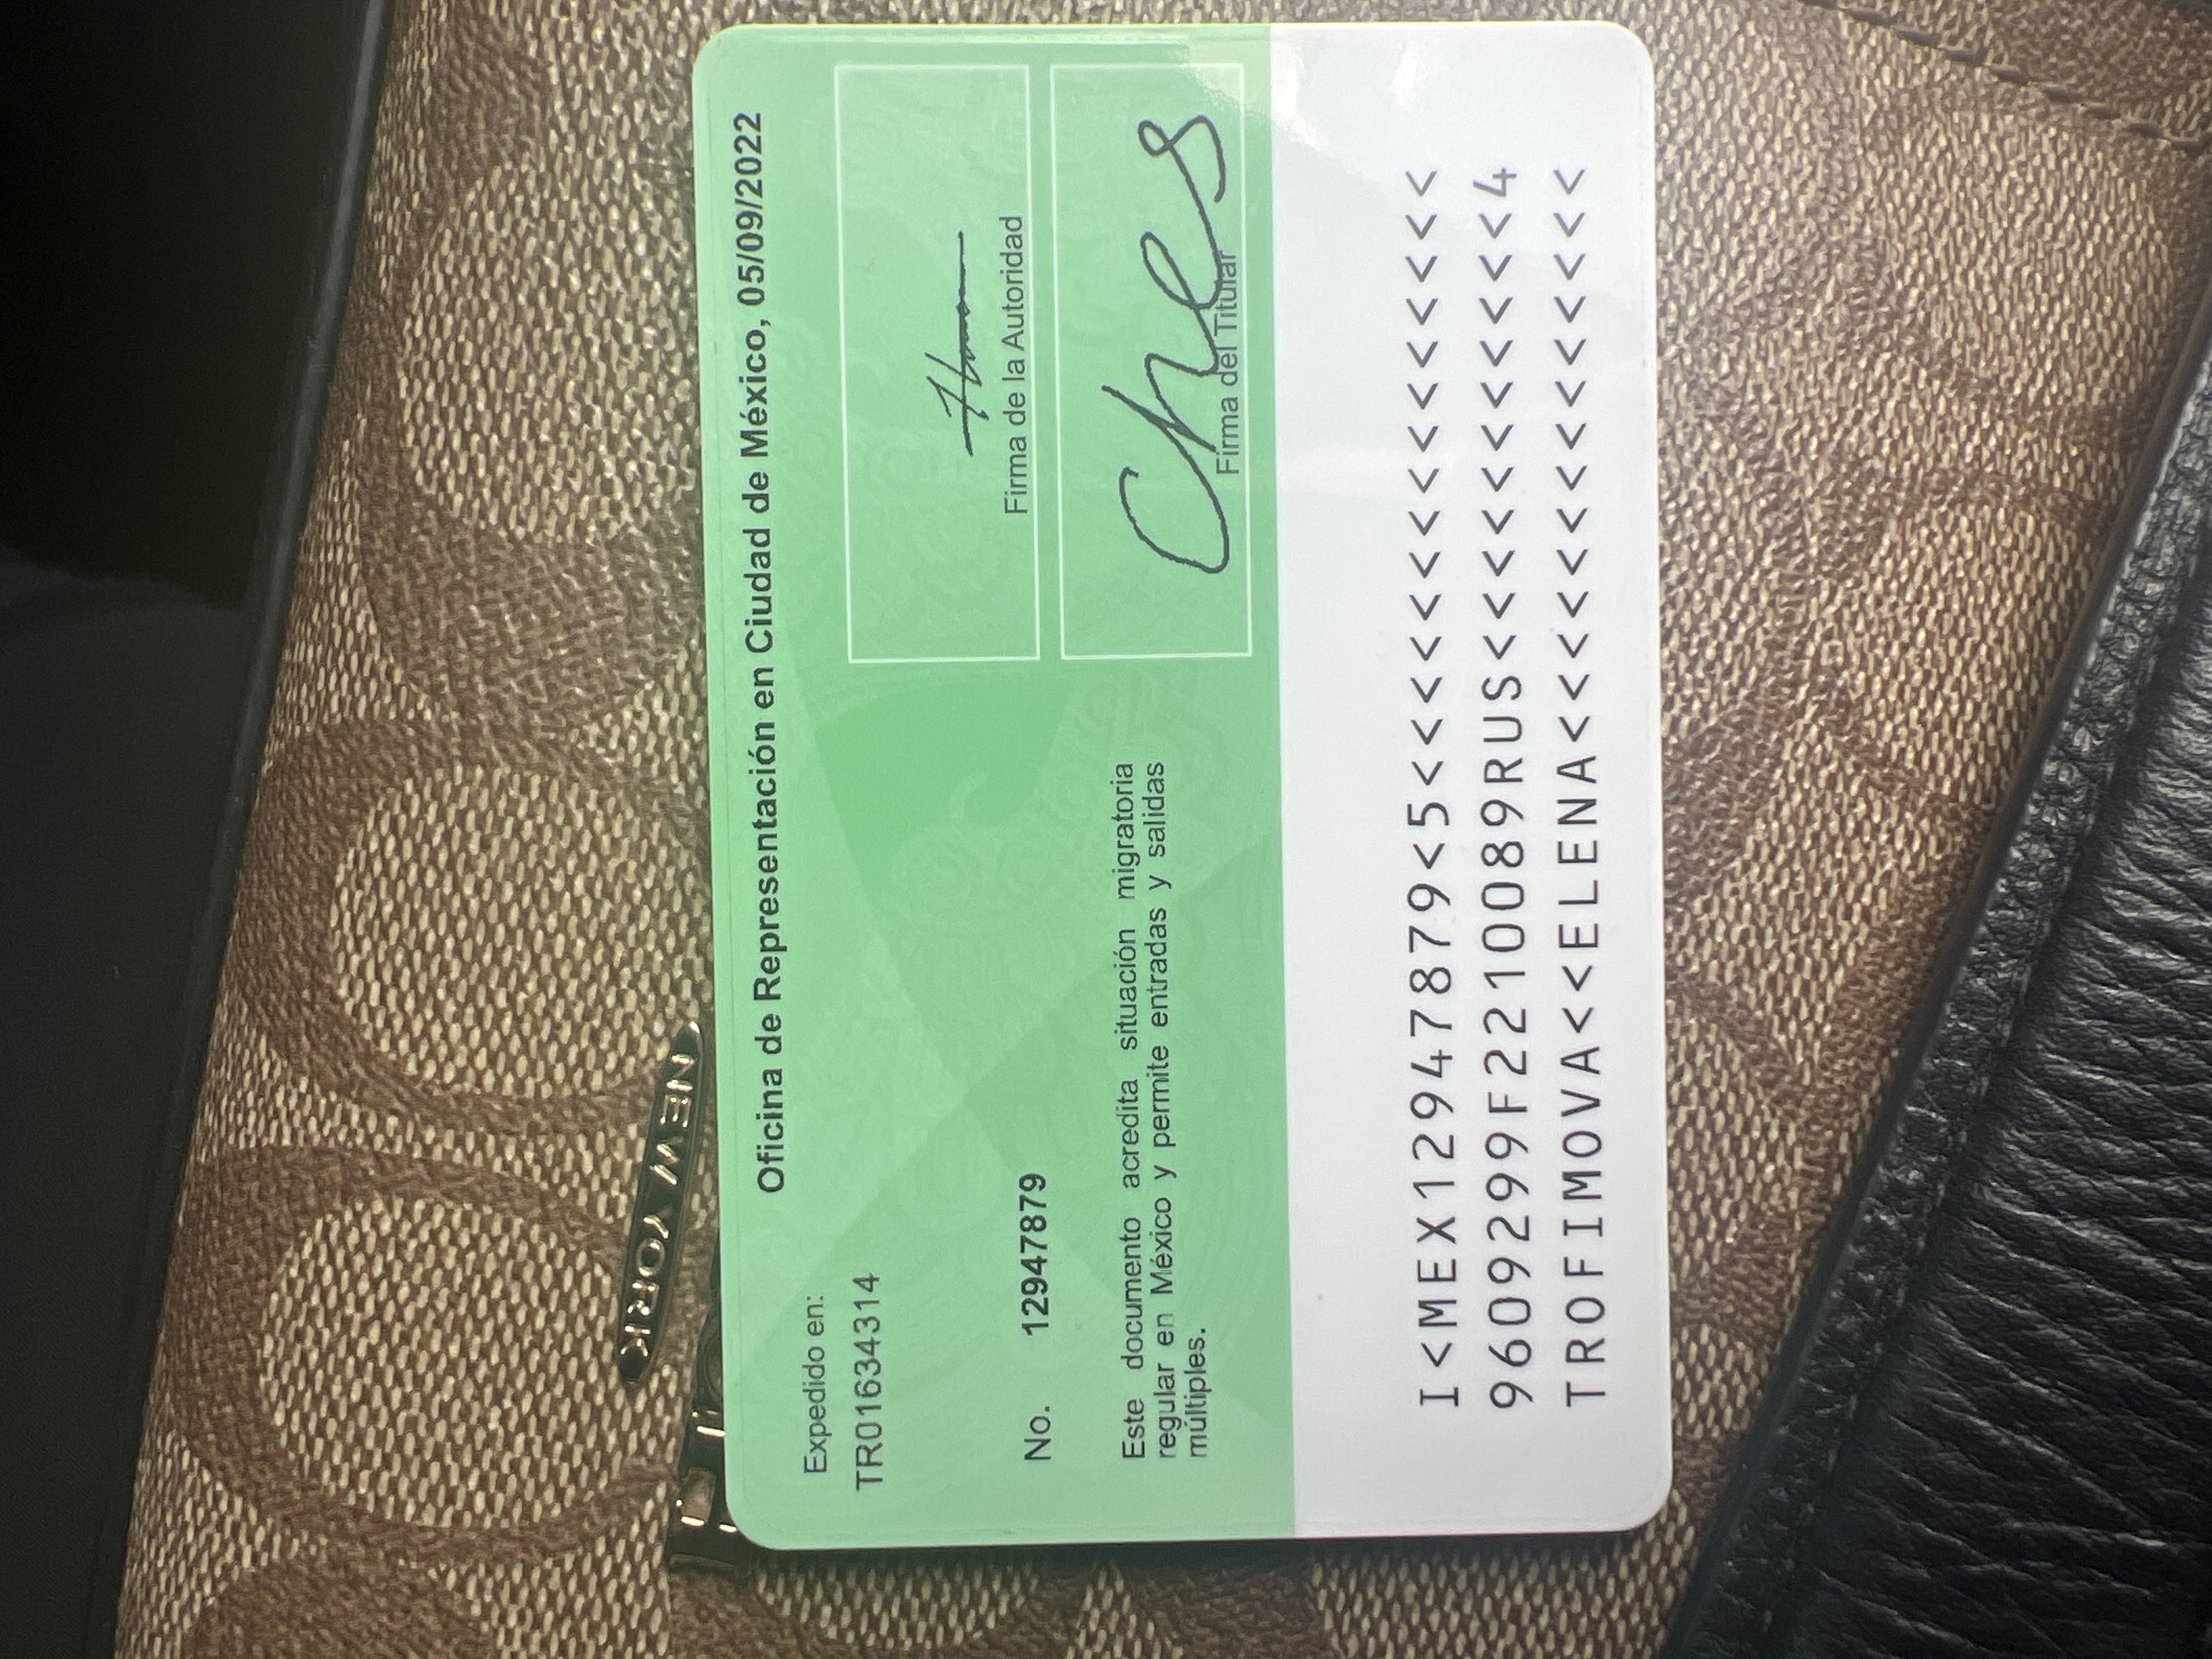 Oficina de Representación en Ciudad de México, 05/09/2022
Expedido en:
TR01634314
No. 12947879
Este documento acredita situación migratoria
regular en México y permite entradas y salidas
múltiples.
Firma de la Autoridad
Ches
Firma del Titular
I<MEX12947879<5<<<<<<<<<<<<<<<
9609299F2210089RUS<<<<<<<<<<<4
TROFIMOVA<<ELENA<<<<<<<<<<<<<<
NEW YORK